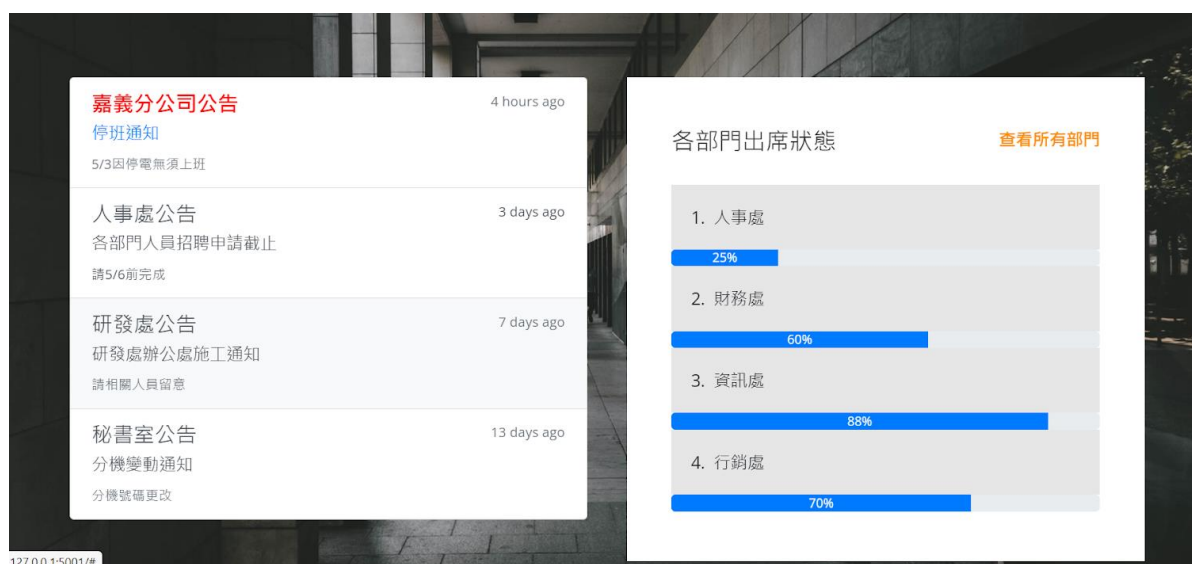 嘉義分公司公告
4 hours ago
停班通知
5/3因停電無須上班
人事處公告
3 days ago
各部門人員招聘申請截止
請5/6前完成
研發處公告
7 days ago
研發處辦公處施工通知
請相關人員留意
秘書室公告
13 days ago
分機變動通知
分機號碼更改
各部門出席狀態
查看所有部門
1. 人事處
25%
2. 財務處
60%
3. 資訊處
88%
4. 行銷處
70%
127.0.0.1:5001/#